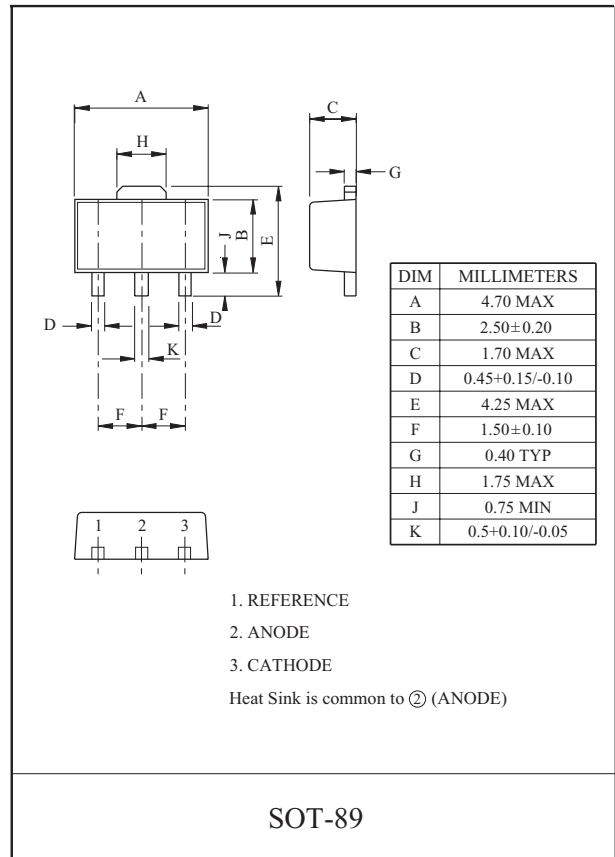 A
H
C
G
J
B
E
D
D
K
F F
DIM MILLIMETERS
A 4.70 MAX
B 2.50±0.20
C 1.70 MAX
D 0.45+0.15/-0.10
E 4.25 MAX
F 1.50±0.10
G 0.40 TYP
H 1.75 MAX
J 0.75 MIN
K 0.5+0.10/-0.05
1 2 3
1. REFERENCE
2. ANODE
3. CATHODE
Heat Sink is common to ② (ANODE)
SOT-89